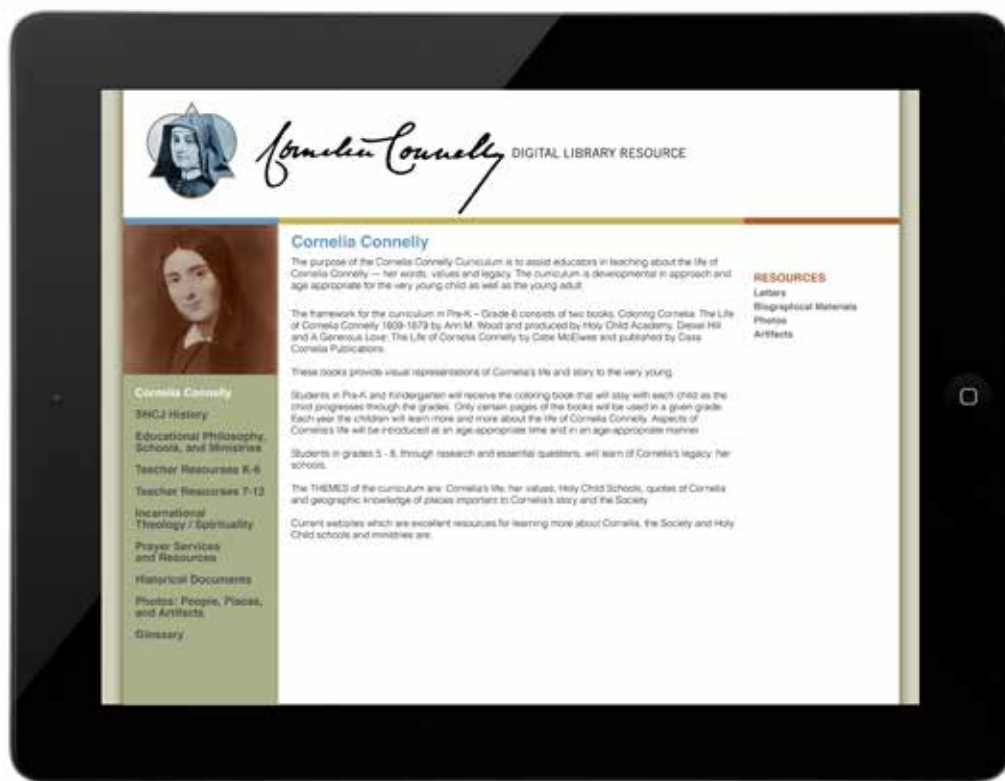 Cornelia Connelly DIGITAL LIBRARY RESOURCE
Cornelia Connelly
SHCJ History
Educational Philosophy,
Schools, and Ministries
Teacher Resourses K-6
Teacher Resourses 7-12
Incarnational
Theology / Spirituality
Prayer Services
and Resources
Historical Documents
Photos: People, Places,
and Artifacts
Glossary
Cornelia Connelly
The purpose of the Cornelia Connelly Curriculum is to assist educators in teaching about the life of
Cornelia Connelly — her words, values and legacy. The curriculum is developmental in approach and
age appropriate for the very young child as well as the young adult.
The framework for the curriculum in Pre-K – Grade 6 consists of two books, Coloring Cornelia: The Life
of Cornelia Connelly 1809-1879 by Ann M. Wood and produced by Holy Child Academy, Drexel Hill
and A Generous Love: The Life of Cornelia Connelly by Cabe McElwee and published by Casa
Cornelia Publications.
These books provide visual representations of Cornelia's life and story to the very young.
Students in Pre-K and Kindergarten will receive the coloring book that will stay with each child as the
child progresses through the grades. Only certain pages of the books will be used in a given grade.
Each year the children will learn more and more about the life of Cornelia Connelly. Aspects of
Cornelia's life will be introduced at an age-appropriate time and in an age-appropriate manner.
Students in grades 5 - 8, through research and essential questions, will learn of Cornelia's legacy: her
schools.
The THEMES of the curriculum are: Cornelia's life, her values, Holy Child Schools, quotes of Cornelia
and geographic knowledge of places important to Cornelia's story and the Society.
Current websites which are excellent resources for learning more about Cornelia, the Society and Holy
Child schools and ministries are:
RESOURCES
Letters
Biographical Materials
Photos
Artifacts